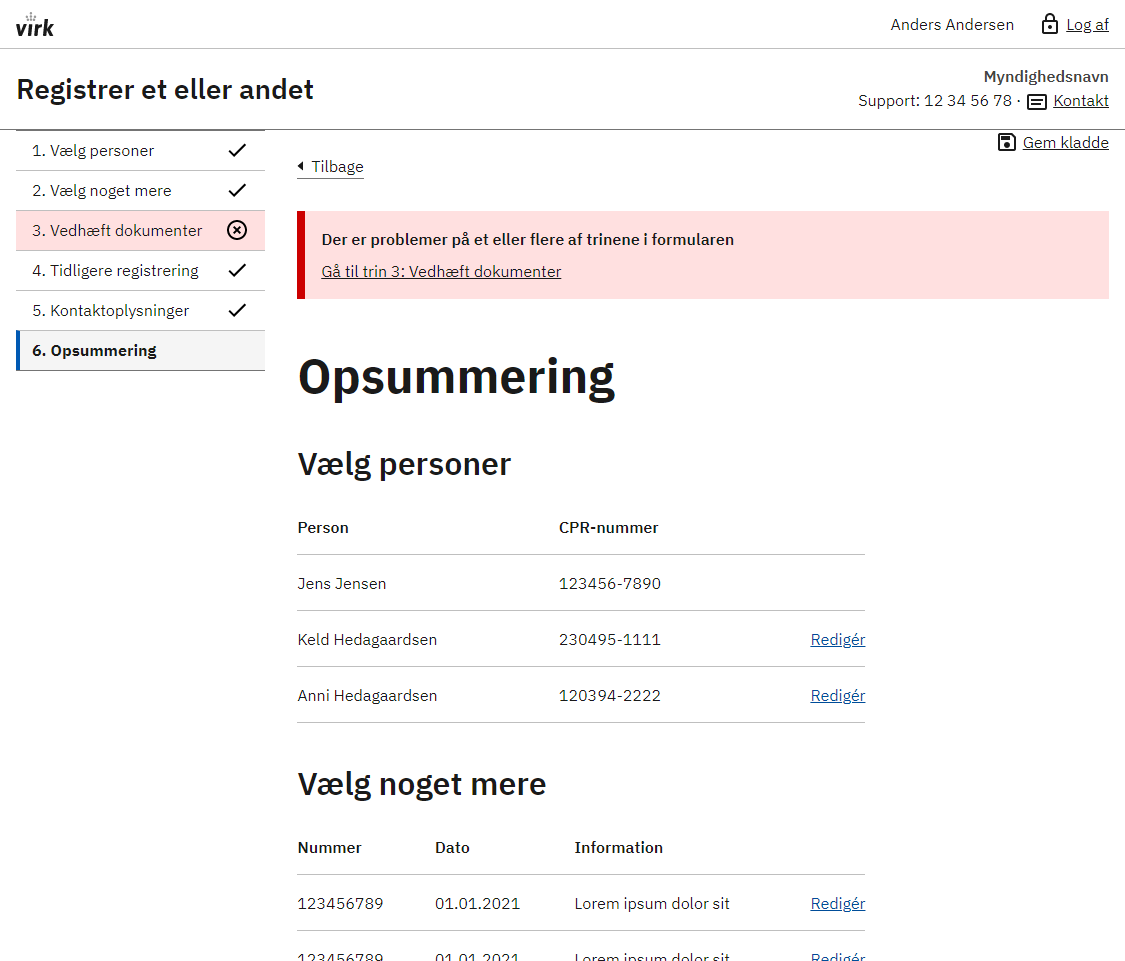 virk
Anders Andersen
Log af
Registrer et eller andet
Myndighedsnavn
Support: 12 34 56 78 · Kontakt
1. Vælg personer
2. Vælg noget mere
3. Vedhæft dokumenter
4. Tidligere registrering
5. Kontaktoplysninger
6. Opsummering
Gem kladde
Tilbage
Der er problemer på et eller flere af trinene i formularen
Gå til trin 3: Vedhæft dokumenter
Opsummering
Vælg personer
Person CPR-nummer
Jens Jensen 123456-7890
Keld Hedagaardsen 230495-1111 Redigér
Anni Hedagaardsen 120394-2222 Redigér
Vælg noget mere
Nummer Dato Information
123456789 01.01.2021 Lorem ipsum dolor sit Redigér
123456789 01.01.2021 Lorem ipsum dolor sit Redigér